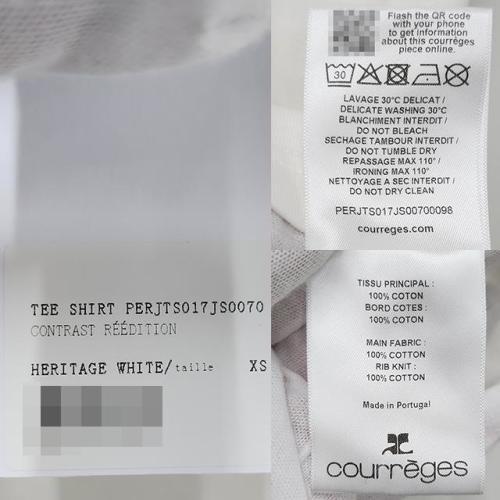 Flash the QR code
with your phone
to get information
about this courrèges
piece online.
30
LAVAGE 30°C DELICAT /
DELICATE WASHING 30°C
BLANCHIMENT INTERDIT /
DO NOT BLEACH
SECHAGE TAMBOUR INTERDIT /
DO NOT TUMBLE DRY
REPASSAGE MAX 110° /
IRONING MAX 110°
NETTOYAGE A SEC INTERDIT /
DO NOT DRY CLEAN
PERJTS017JS00700098
courreges.com
TEE SHIRT PERJTS017JS0070
CONTRAST RÉÉDITION
HERITAGE WHITE/taille XS
TISSU PRINCIPAL :
100% COTON
BORD COTES :
100% COTON
MAIN FABRIC :
100% COTTON
RIB KNIT :
100% COTTON
Made in Portugal
courrèges